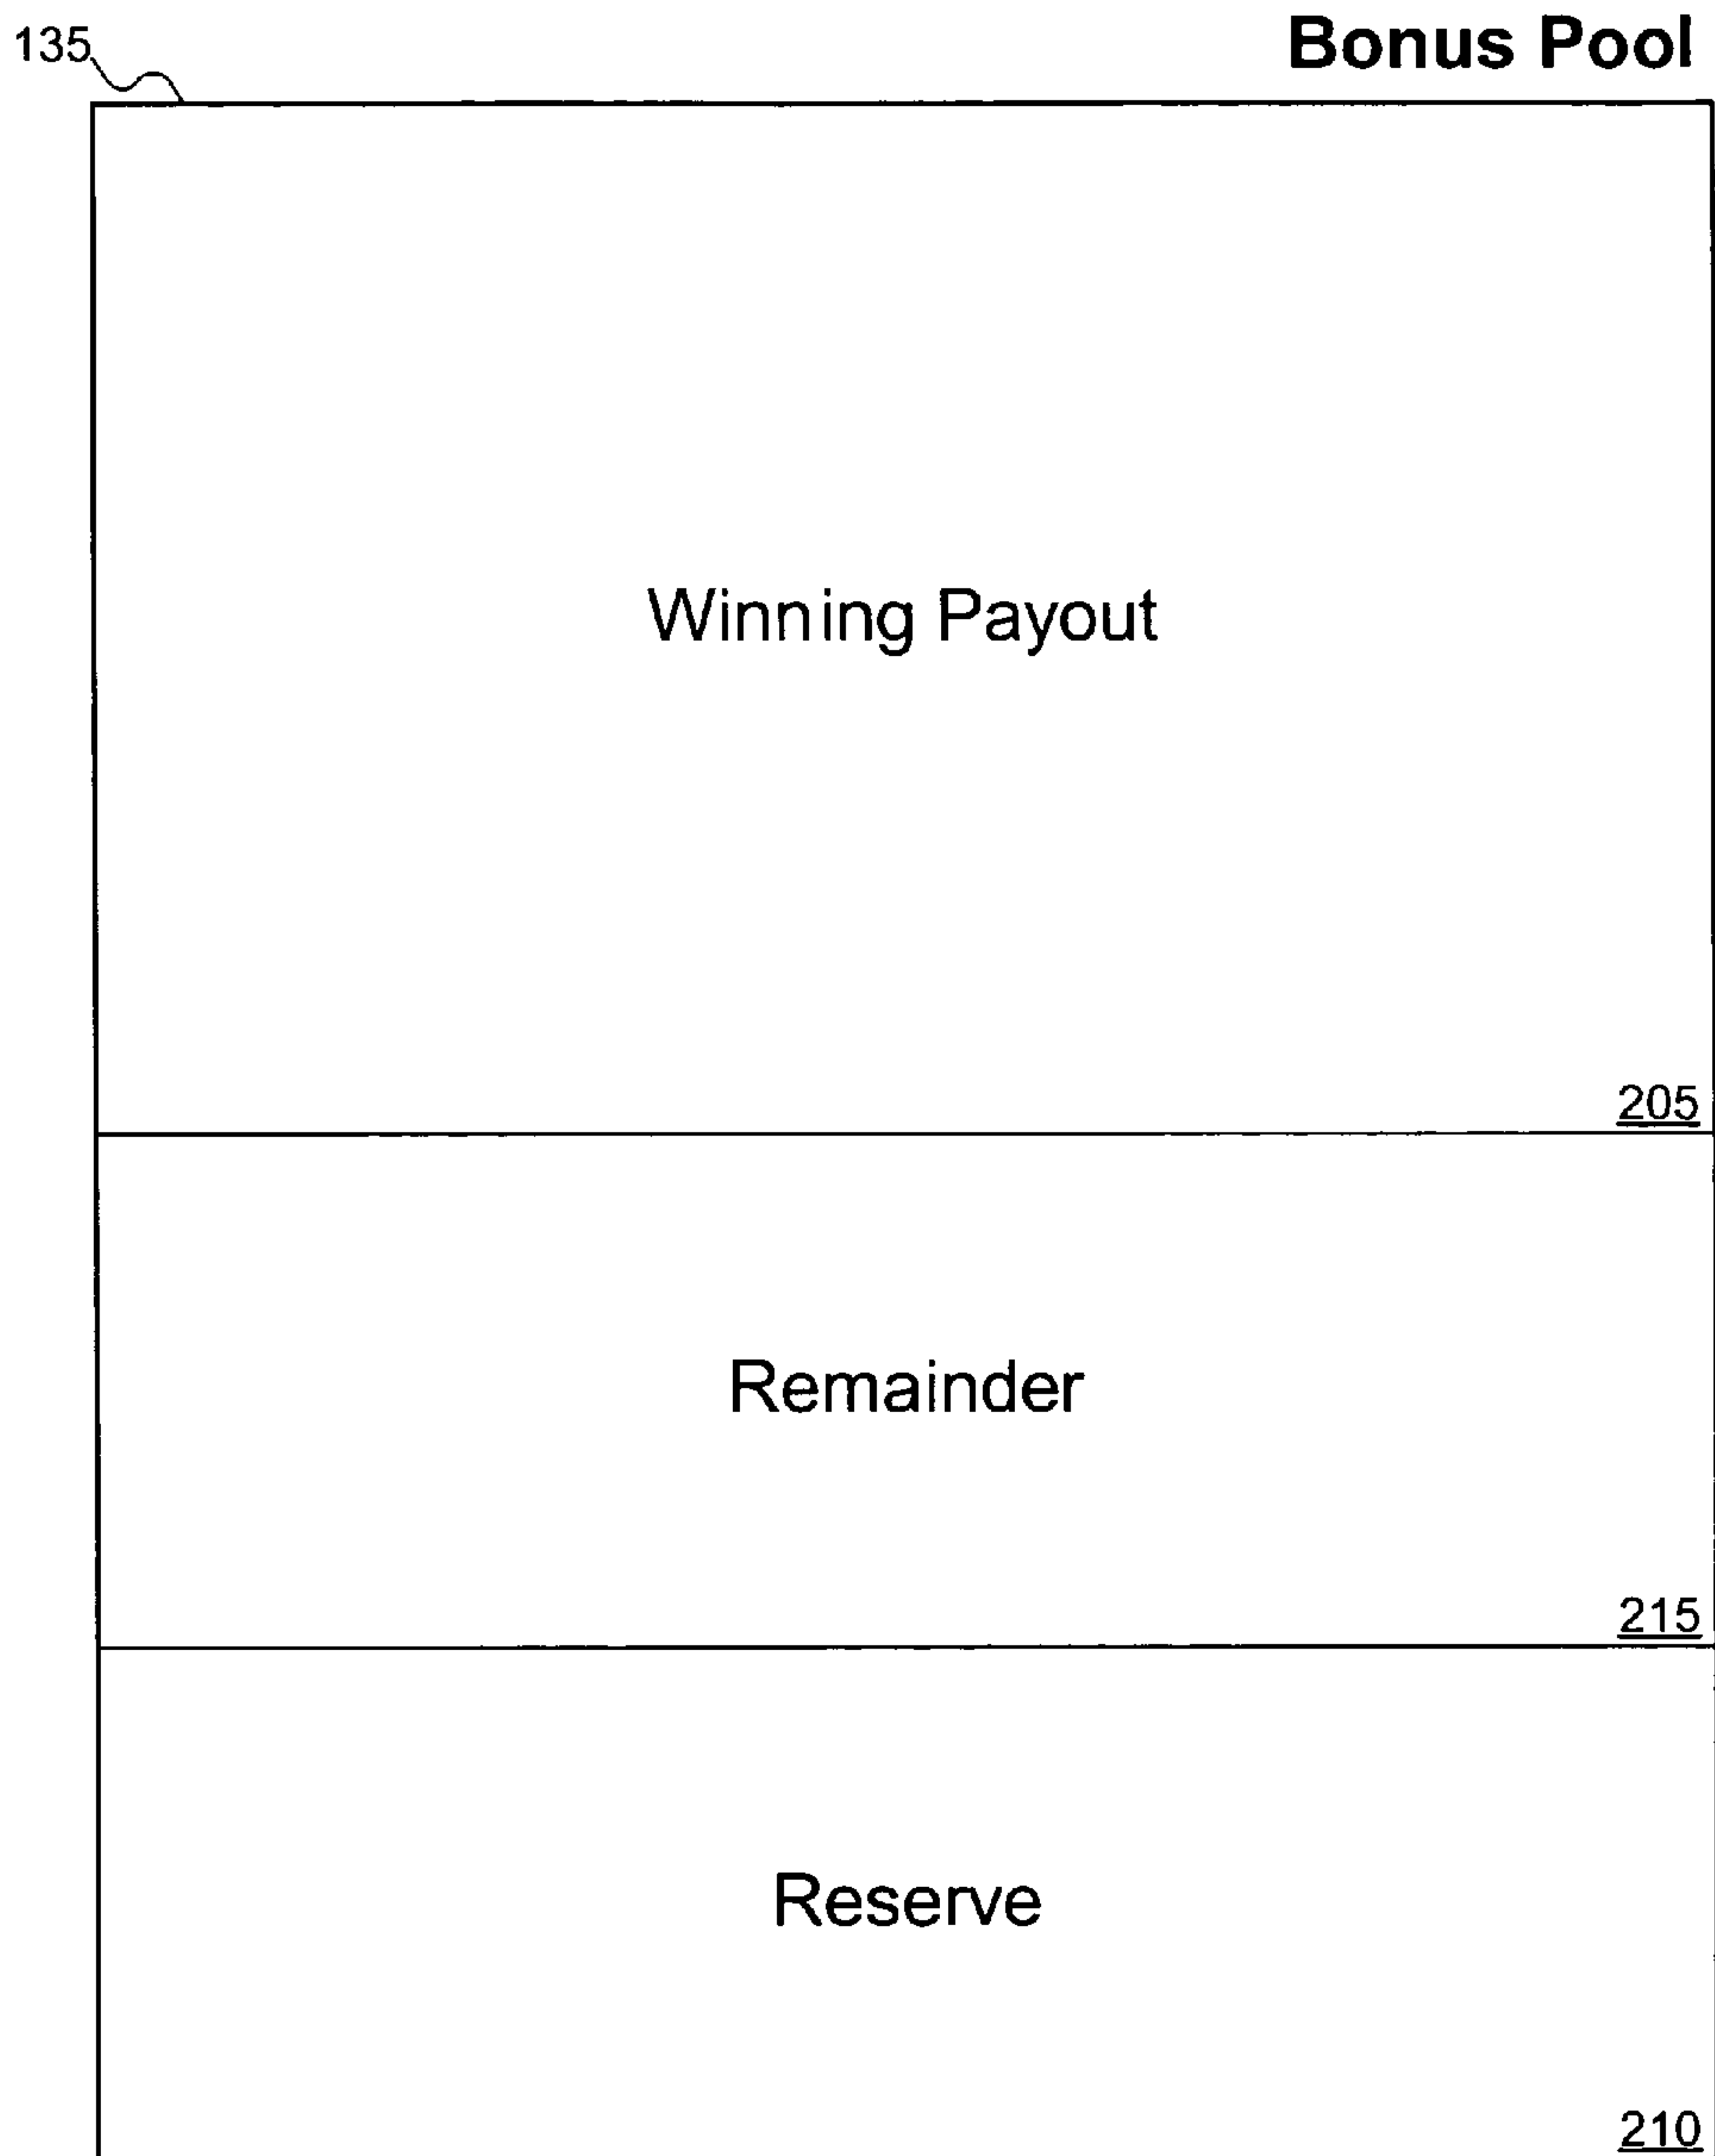 135
Bonus Pool
Winning Payout
205
Remainder
215
Reserve
210